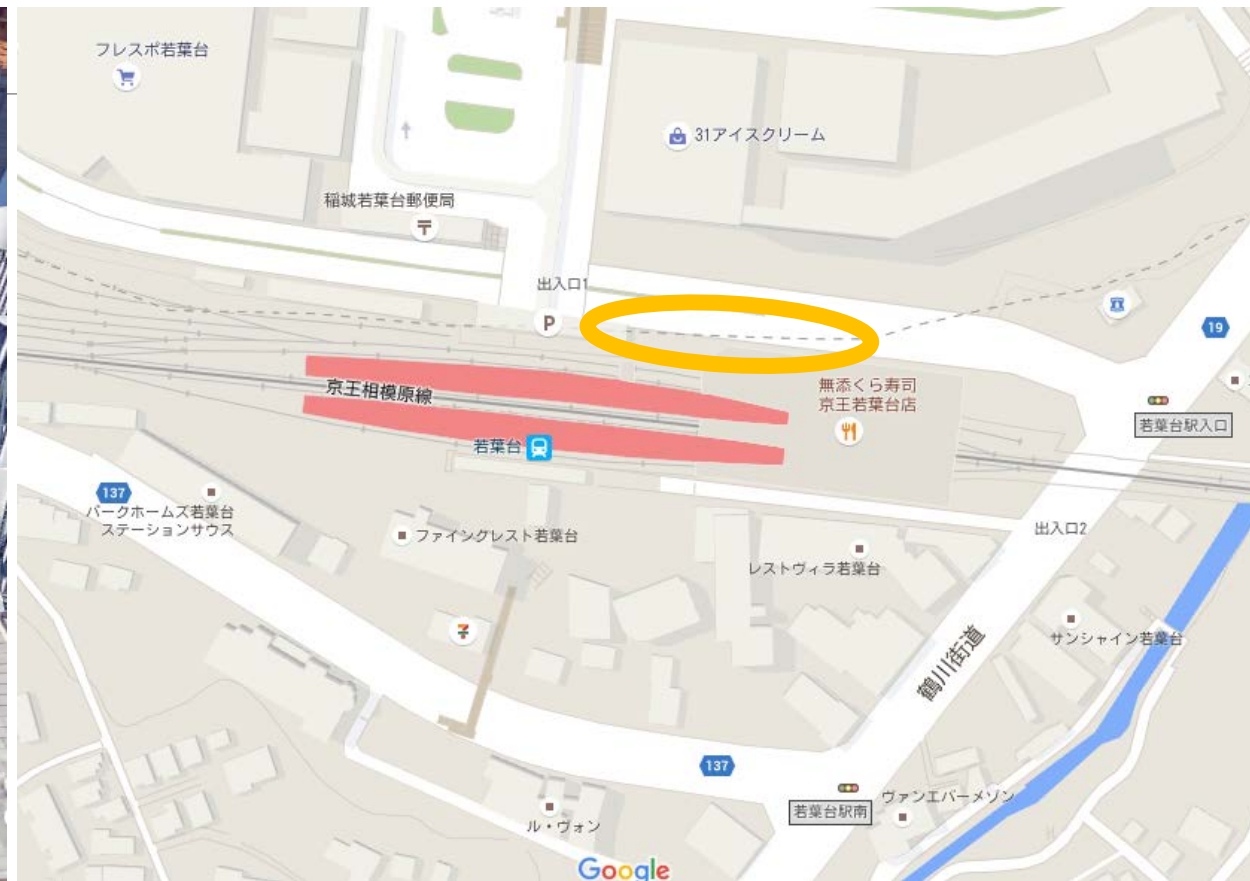 フレスポ若葉台
31アイスクリーム
稲城若葉台郵便局
〒
出入口1
P
19
京王相模原線
無添くら寿司
京王若葉台店
若葉台駅入口
若葉台
137
パークホームズ若葉台
ステーションサウス
ファイングレスト若葉台
出入口2
レストヴィラ若葉台
7
サンシャイン若葉台
鶴川街道
137
ヴァンエバーメゾン
若葉台駅南
ル・ヴォン
Google